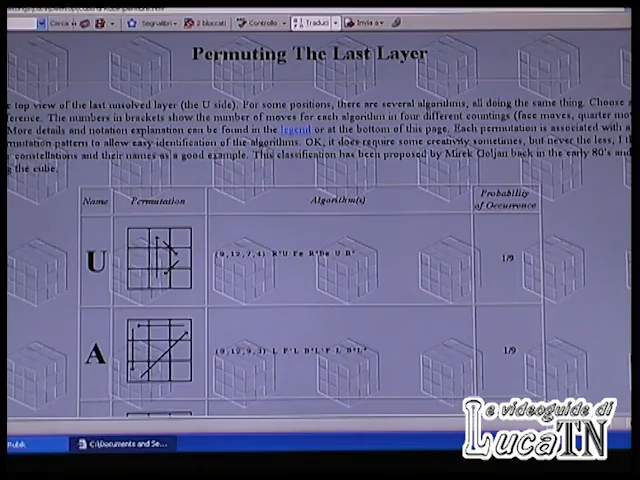 Cerca
Segnalibri
2 bloccati
Controllo
Traduci
Invia a
Permuting The Last Layer
e top view of the last unsolved layer (the U side). For some positions, there are several algorithms, all doing the same thing. Choose
ference. The numbers in brackets show the number of moves for each algorithm in four different countings (face moves, quarter mo
More details and notation explanation can be found in the legend or at the bottom of this page. Each permutation is associated with a
rmutation pattern to allow easy identification of the algorithms. OK, it does require some creativity sometimes, but never the less, I t
constellations and their names as a good example. This classification has been proposed by Mirek Goljan back in the early 80's and
g the cube.
Name Permutation Algorithm(s) Probability
of Occurrence
U 1/9
A 1/9
C:\Documents and Se...
Le videoguide di
LucaTN